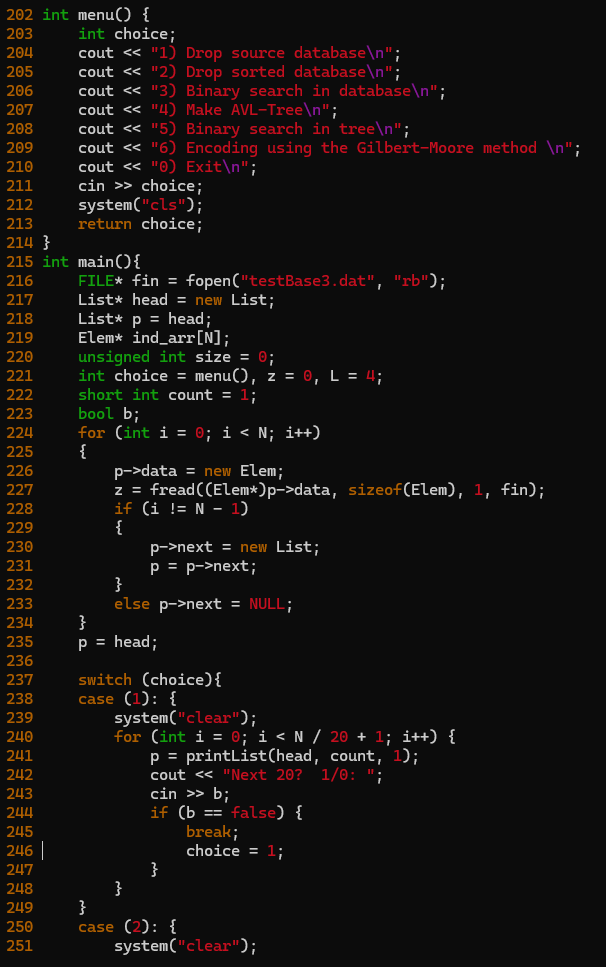 202 int menu() {
203     int choice;
204     cout << "1) Drop source database\n";
205     cout << "2) Drop sorted database\n";
206     cout << "3) Binary search in database\n";
207     cout << "4) Make AVL-Tree\n";
208     cout << "5) Binary search in tree\n";
209     cout << "6) Encoding using the Gilbert-Moore method \n";
210     cout << "0) Exit\n";
211     cin >> choice;
212     system("cls");
213     return choice;
214 }
215 int main(){
216     FILE* fin = fopen("testBase3.dat", "rb");
217     List* head = new List;
218     List* p = head;
219     Elem* ind_arr[N];
220     unsigned int size = 0;
221     int choice = menu(), z = 0, L = 4;
222     short int count = 1;
223     bool b;
224     for (int i = 0; i < N; i++)
225     {
226         p->data = new Elem;
227         z = fread((Elem*)p->data, sizeof(Elem), 1, fin);
228         if (i != N - 1)
229         {
230             p->next = new List;
231             p = p->next;
232         }
233         else p->next = NULL;
234     }
235     p = head;
236
237     switch (choice){
238     case (1): {
239         system("clear");
240         for (int i = 0; i < N / 20 + 1; i++) {
241             p = printList(head, count, 1);
242             cout << "Next 20?  1/0: ";
243             cin >> b;
244             if (b == false) {
245                 break;
246                 choice = 1;
247             }
248         }
249     }
250     case (2): {
251         system("clear");